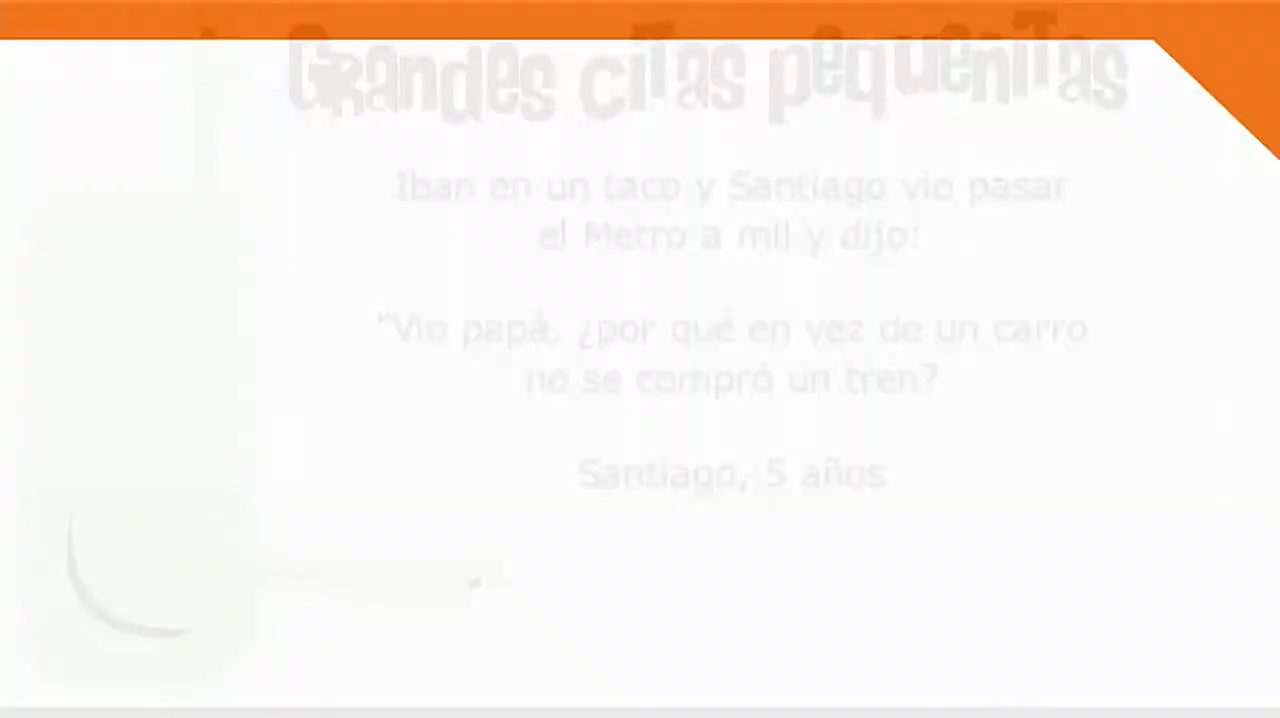 Grandes citas pequeñitas
Iban en un taco y Santiago vio pasar
el Metro a mil y dijo:
"Vio papá, ¿por qué en vez de un carro
no se compró un tren?
Santiago, 5 años